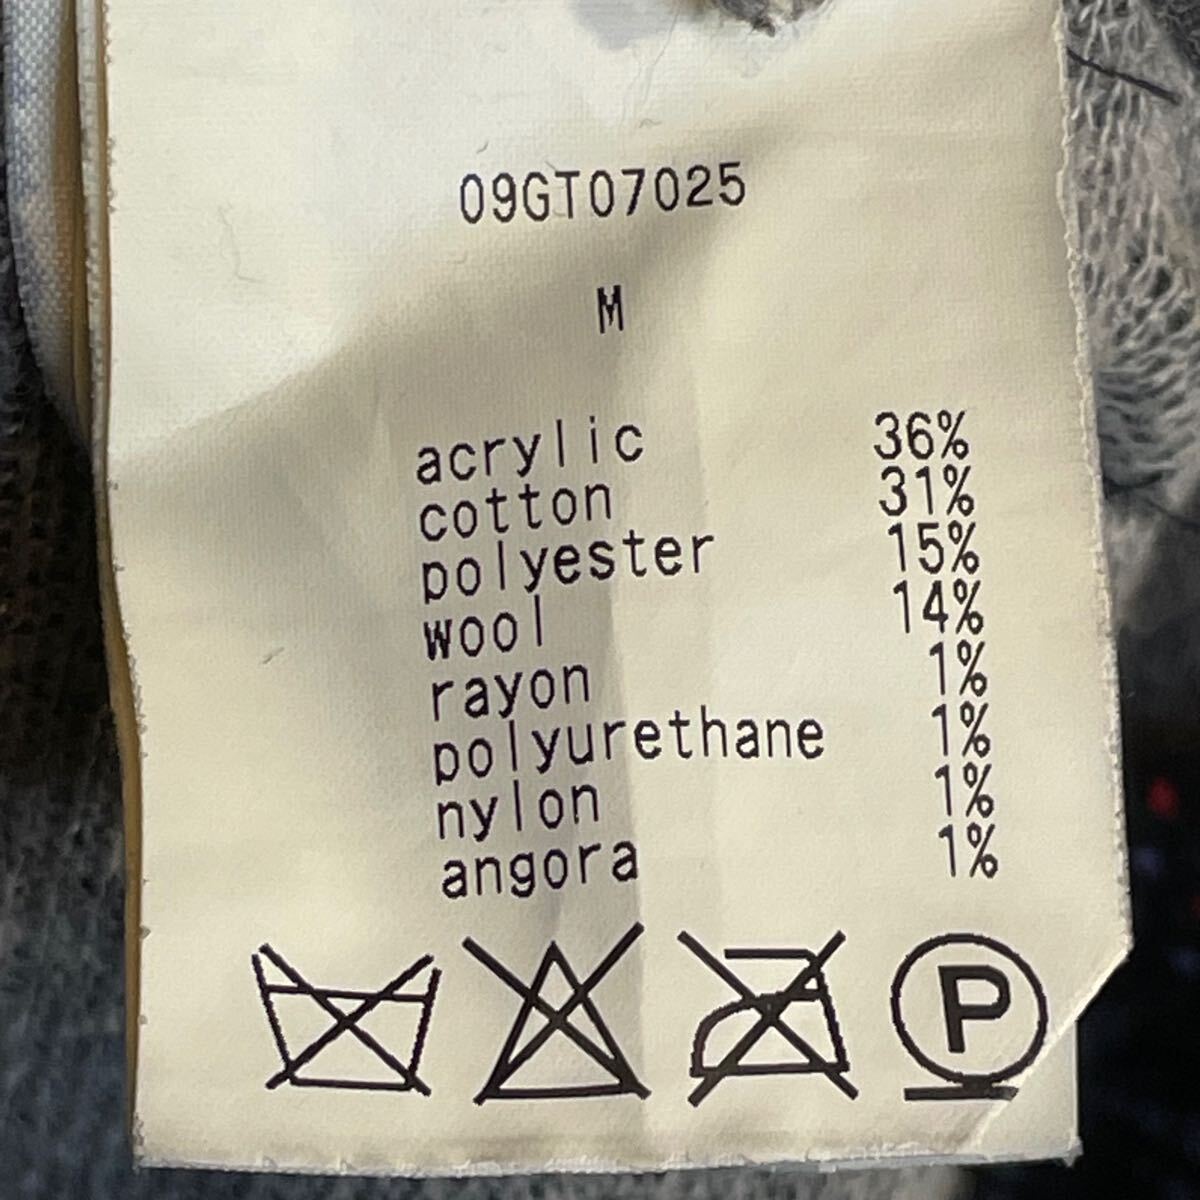 09GT07025
M
acrylic 36%
cotton 31%
polyester 15%
wool 14%
rayon 1%
polyurethane 1%
nylon 1%
angora 1%
P